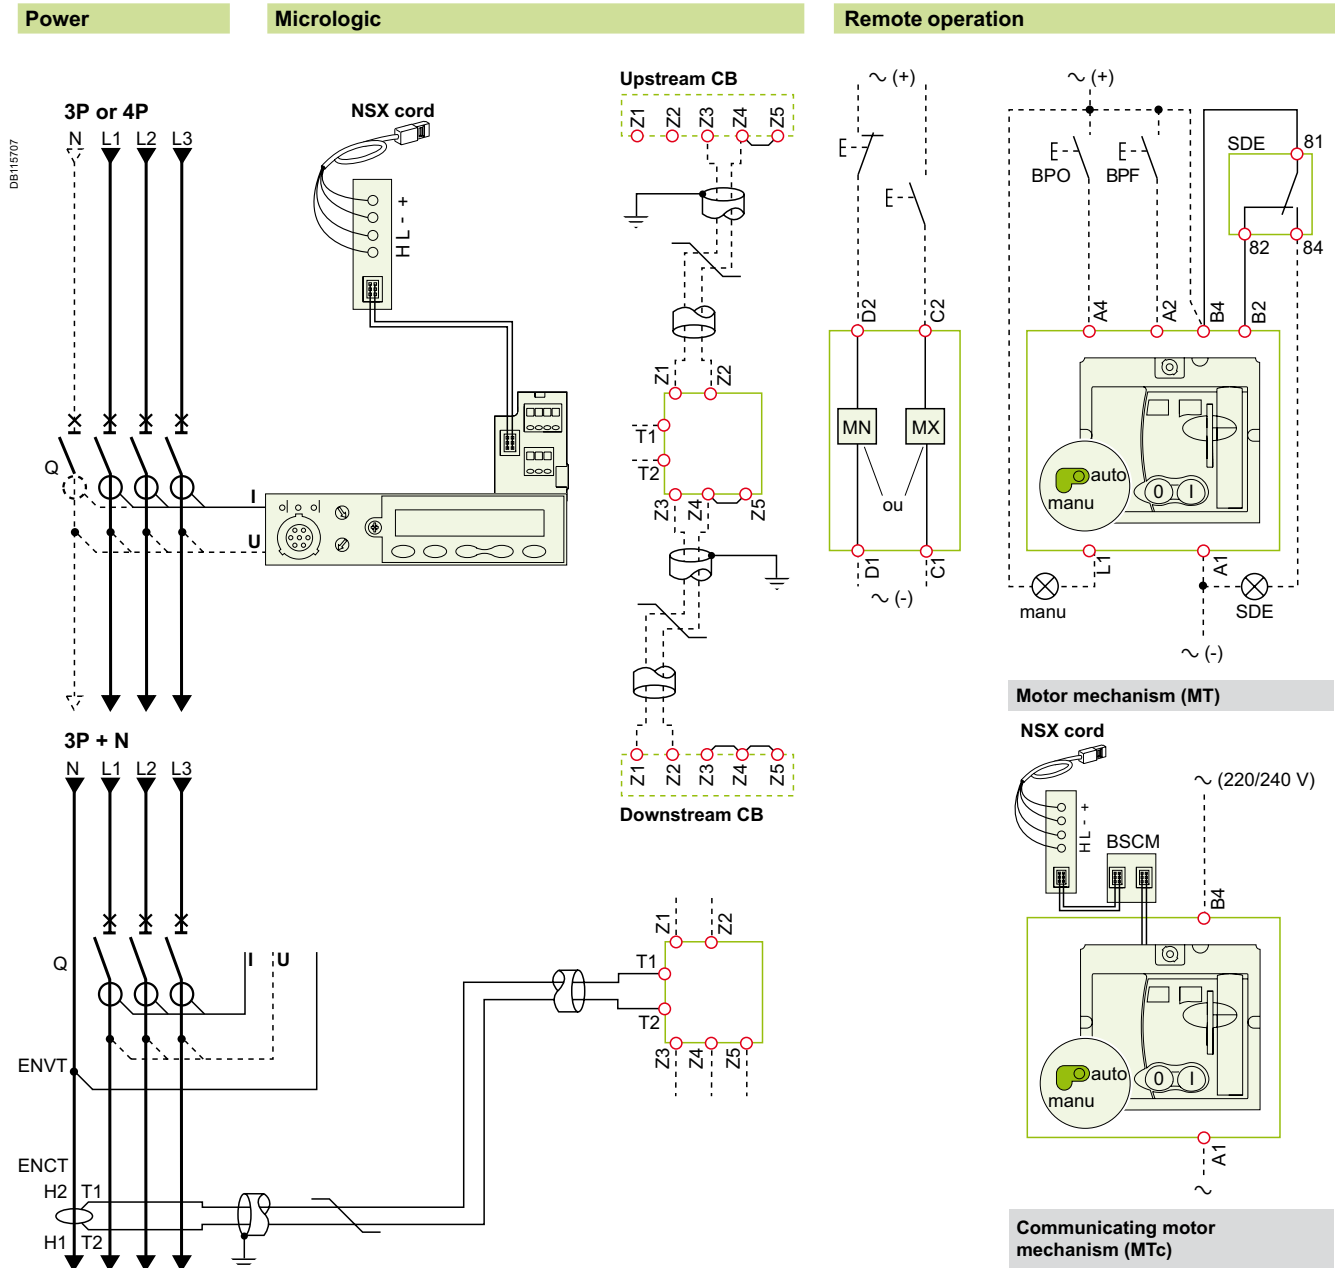 Power
Micrologic
Remote operation
DB115707
3P or 4P
N L1 L2 L3
Q
I
U
NSX cord
H L - +
Upstream CB
Z1 Z2 Z3 Z4 Z5
Z1 Z2
T1
T2
Z3 Z4 Z5
Z1 Z2 Z3 Z4 Z5
Downstream CB
~ (+)
D2 C2
MN MX
ou
D1 C1
~ (-)
~ (+)
BPO BPF
SDE 81
82 84
A4 A2 B4 B2
auto
manu
0 I
L1 A1
manu
SDE
~ (-)
Motor mechanism (MT)
3P + N
N L1 L2 L3
Q
I U
ENVT
ENCT
H2 T1
H1 T2
Z1 Z2
T1
T2
Z3 Z4 Z5
NSX cord
H L - +
BSCM
~ (220/240 V)
B4
auto
manu
0 I
A1
~
Communicating motor
mechanism (MTc)